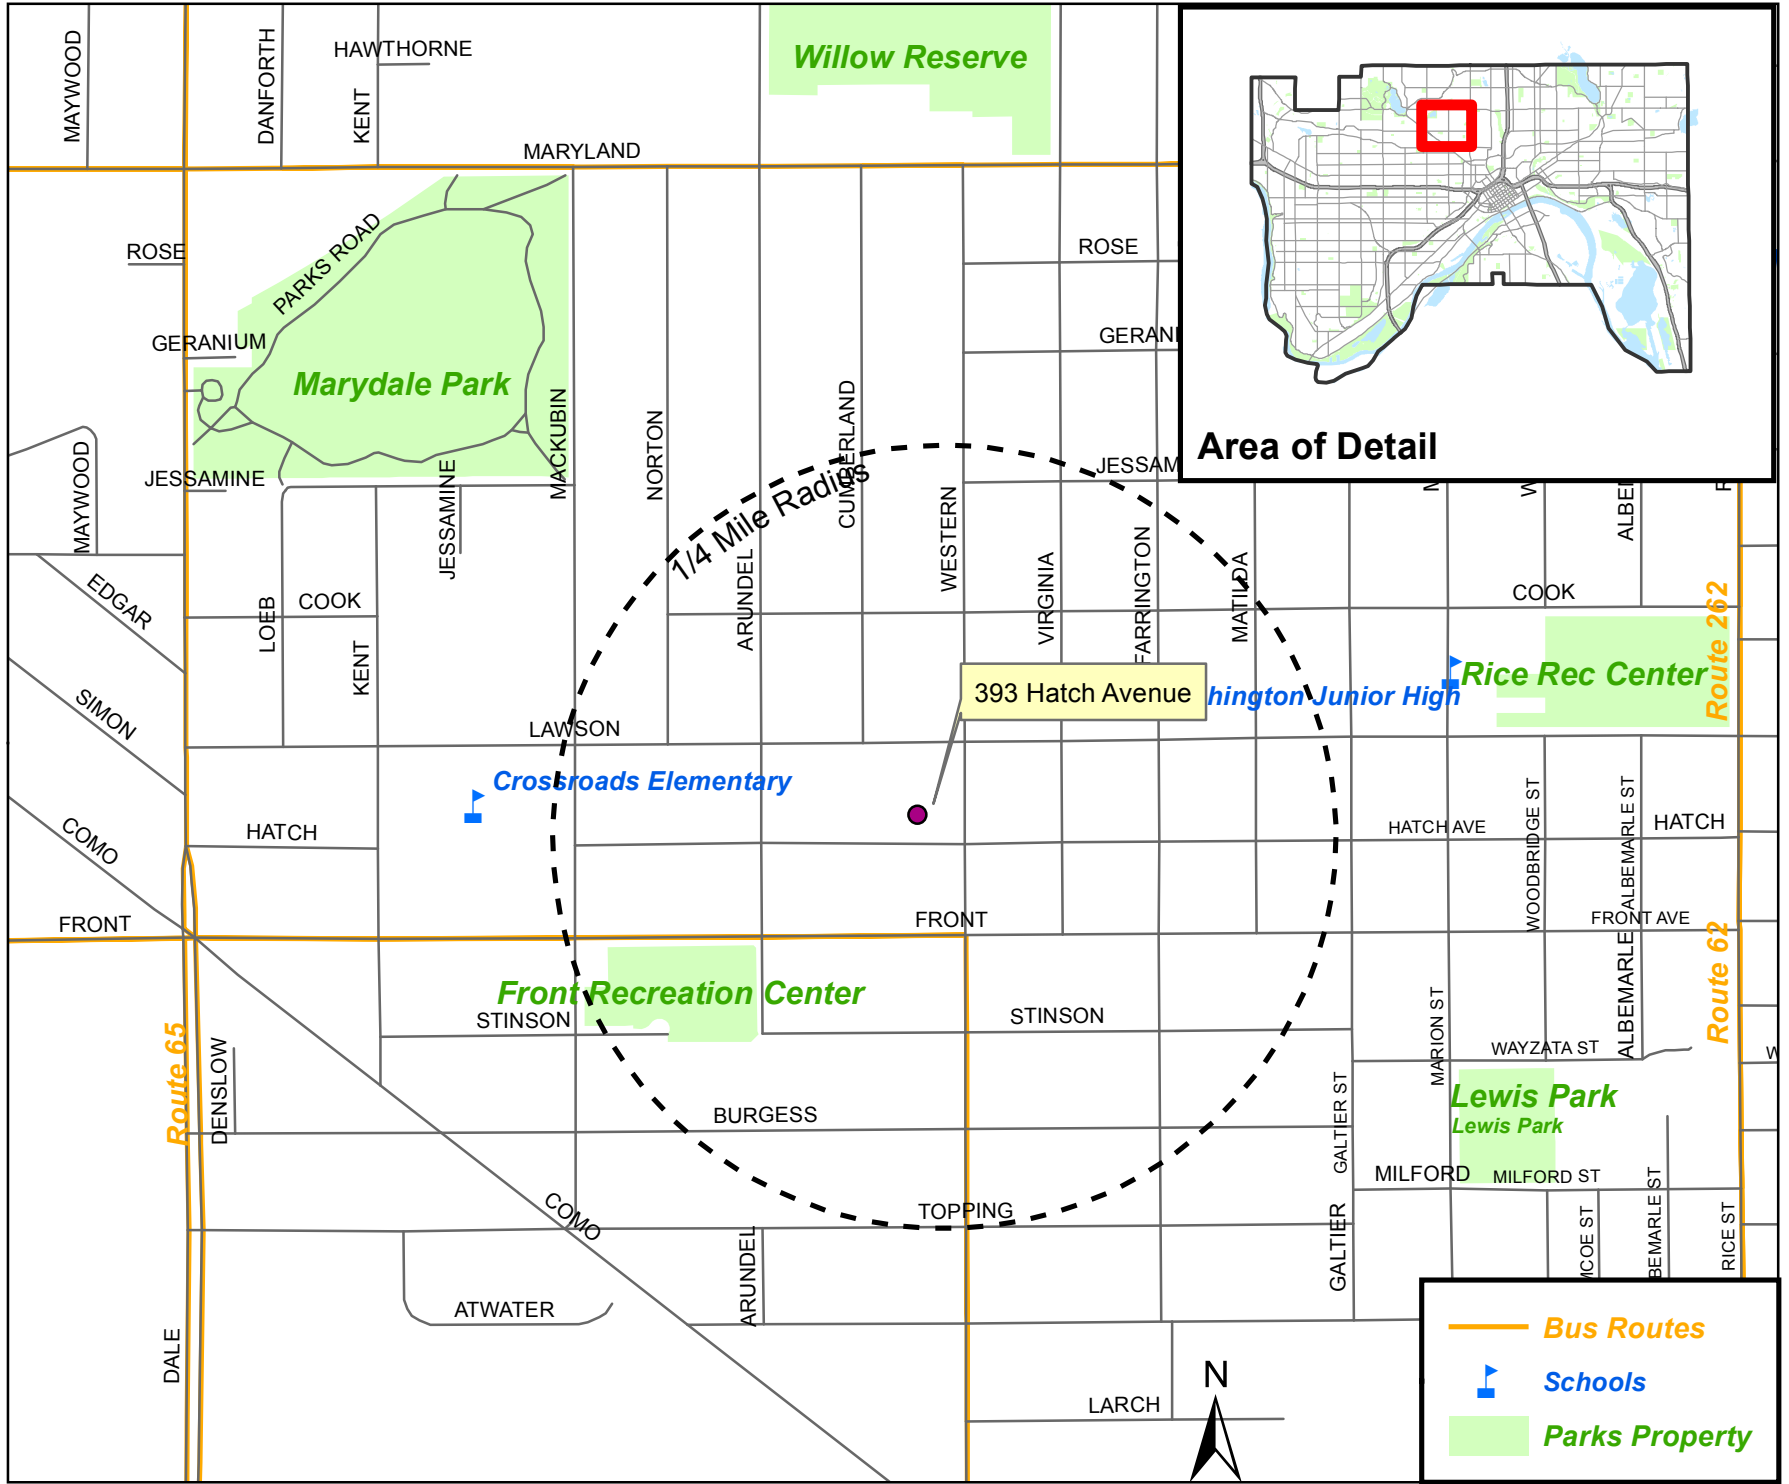 MAYWOOD
DANFORTH
HAWTHORNE
KENT
Willow Reserve
MARYLAND
ROSE
PARKS ROAD
ROSE
GERANIUM
Marydale Park
MACKUBIN
NORTON
CUMBERLAND
Area of Detail
MAYWOOD
JESSAMINE
JESSAMINE
1/4 Mile Radius
ARUNDEL
WESTERN
VIRGINIA
FARRINGTON
MATILDA
EDGAR
LOEB
COOK
COOK
KENT
Route 262
393 Hatch Avenue
hington Junior High
Rice Rec Center
SIMON
LAWSON
Crossroads Elementary
COMO
HATCH
HATCH AVE
WOODBRIDGE ST
ALBEMARLE ST
HATCH
FRONT
FRONT
FRONT AVE
ALBEMARLE
Route 62
Front Recreation Center
STINSON
STINSON
MARION ST
WAYZATA ST
Route 65
DENSLOW
BURGESS
GALTIER ST
Lewis Park
Lewis Park
MILFORD
MILFORD ST
COMO
TOPPING
GALTIER
BEMARLE ST
RICE ST
ARUNDEL
ATWATER
DALE
N
LARCH
Bus Routes
Schools
Parks Property